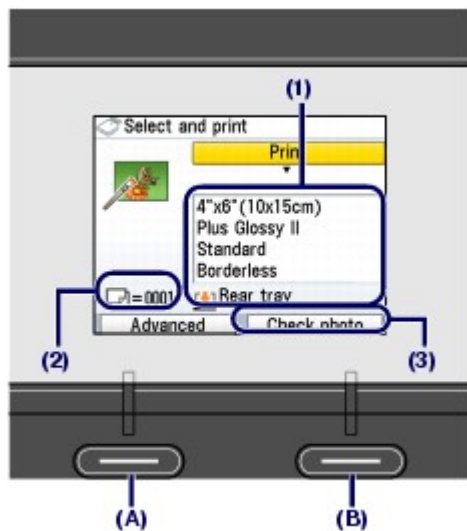 (1)
Select and print
Print
4"x6"(10x15cm)
Plus Glossy II
Standard
Borderless
=0001
Rear tray
Advanced
Check photo
(2)
(3)
(A)
(B)